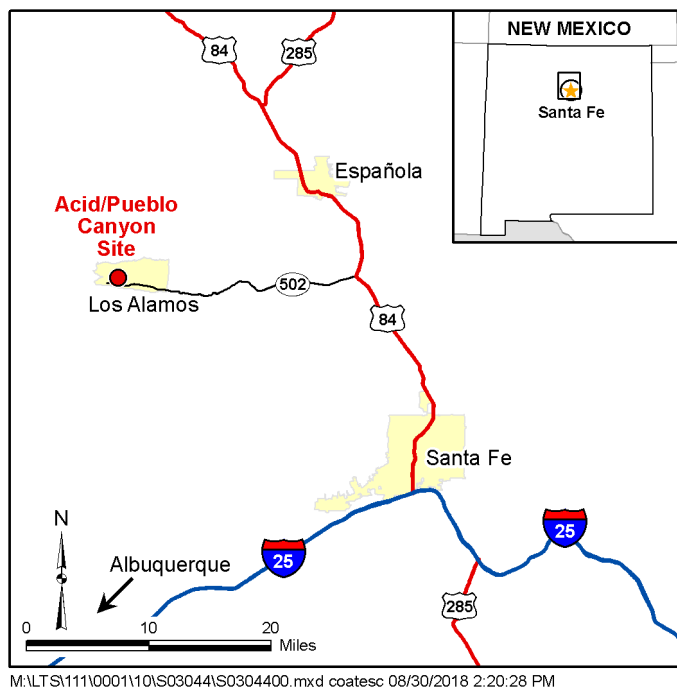 84
285
NEW MEXICO
Santa Fe
Española
Acid/Pueblo
Canyon
Site
Los Alamos
502
84
Santa Fe
N
25
25
Albuquerque
285
0 10 20
Miles
M:\LTS\111\0001\10\S03044\S0304400.mxd coatesc 08/30/2018 2:20:28 PM